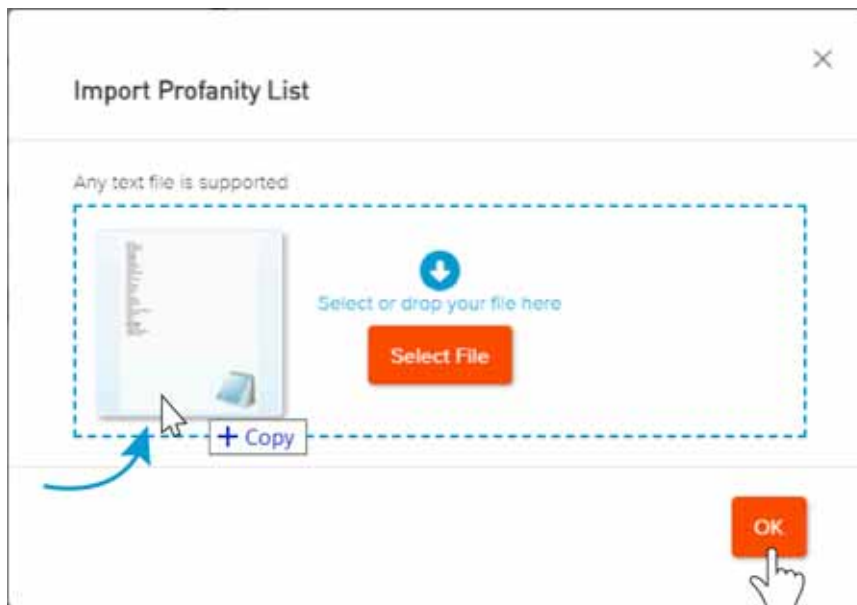 Import Profanity List
Any text file is supported
Select or drop your file here
Select File
+ Copy
OK